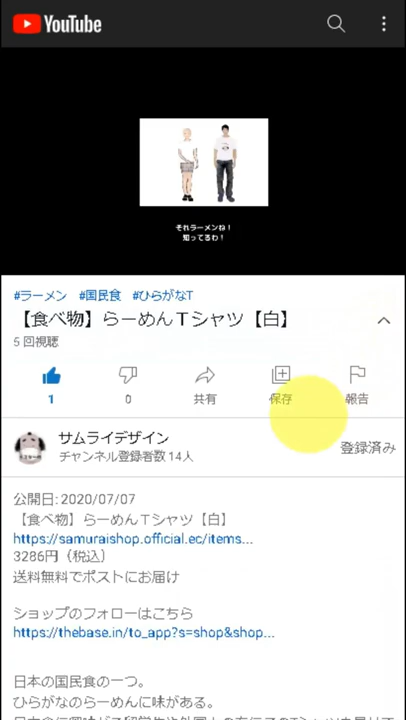 YouTube
それラーメンね！
知ってるわ！
#ラーメン #国民食 #ひらがなT
【食べ物】らーめんＴシャツ【白】
5 回視聴
1
0
共有
保存
報告
サムライデザイン
チャンネル登録者数 14人
登録済み
公開日: 2020/07/07
【食べ物】らーめんＴシャツ【白】
https://samuraishop.official.ec/items...
3286円（税込）
送料無料でポストにお届け
ショップのフォローはこちら
https://thebase.in/to_app?s=shop&shop...
日本の国民食の一つ。
ひらがなのらーめんに味がある。